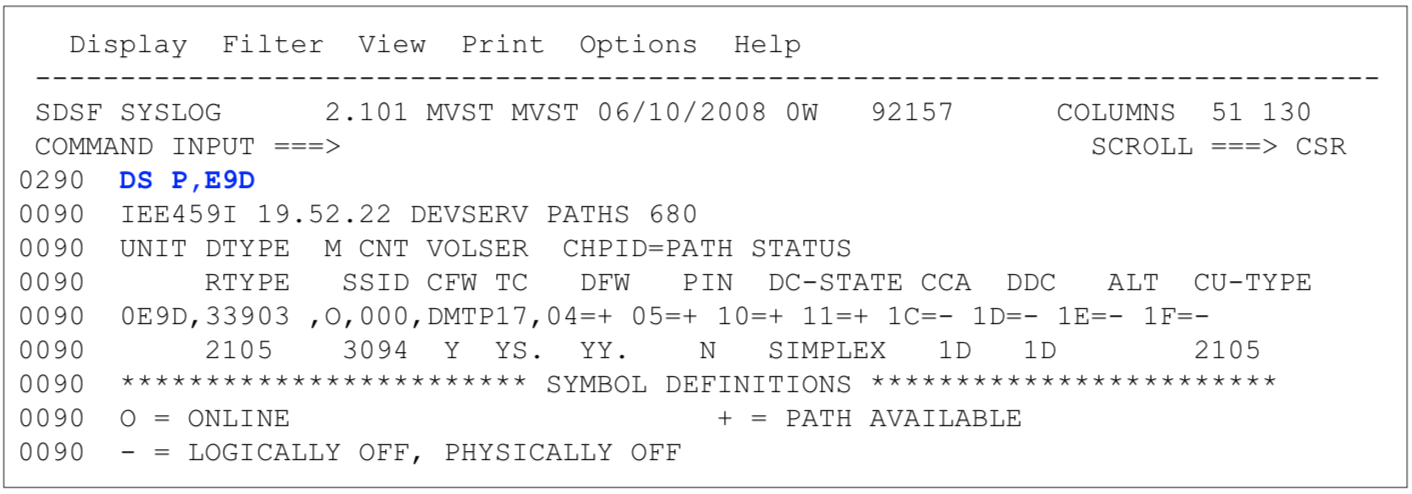 Display  Filter  View  Print  Options  Help
-------------------------------------------------------------------------------
SDSF SYSLOG      2.101 MVST MVST 06/10/2008 0W   92157      COLUMNS  51 130
COMMAND INPUT ===>                                            SCROLL ===> CSR
0290  DS P,E9D
0090  IEE459I 19.52.22 DEVSERV PATHS 680
0090  UNIT DTYPE  M CNT VOLSER  CHPID=PATH STATUS
0090       RTYPE   SSID CFW TC   DFW   PIN  DC-STATE CCA  DDC   ALT  CU-TYPE
0090  0E9D,33903 ,O,000,DMTP17,04=+ 05=+ 10=+ 11=+ 1C=- 1D=- 1E=- 1F=-
0090       2105    3094  Y  YS.  YY.    N   SIMPLEX   1D   1D          2105
0090  ************************ SYMBOL DEFINITIONS ************************
0090  O = ONLINE                         + = PATH AVAILABLE
0090  - = LOGICALLY OFF, PHYSICALLY OFF